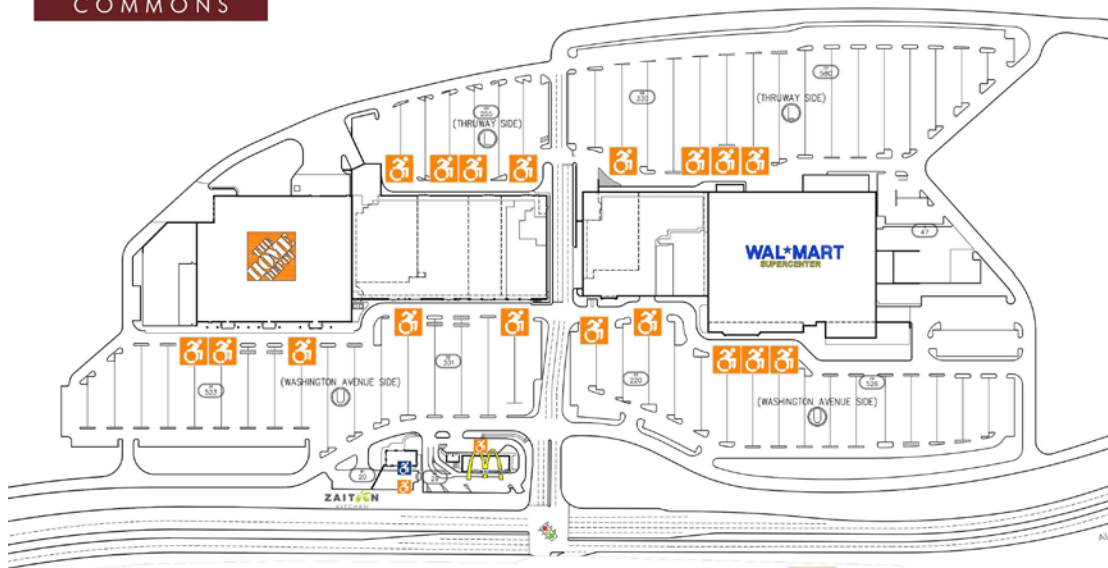 COMMONS
580
330
255
(THRUWAY SIDE)
L
(THRUWAY SIDE)
L
47
THE
HOME
DEPOT
WAL★MART
SUPERCENTER
331
(WASHINGTON AVENUE SIDE)
U
523
220
526
(WASHINGTON AVENUE SIDE)
U
20
ZAITOON
KITCHEN